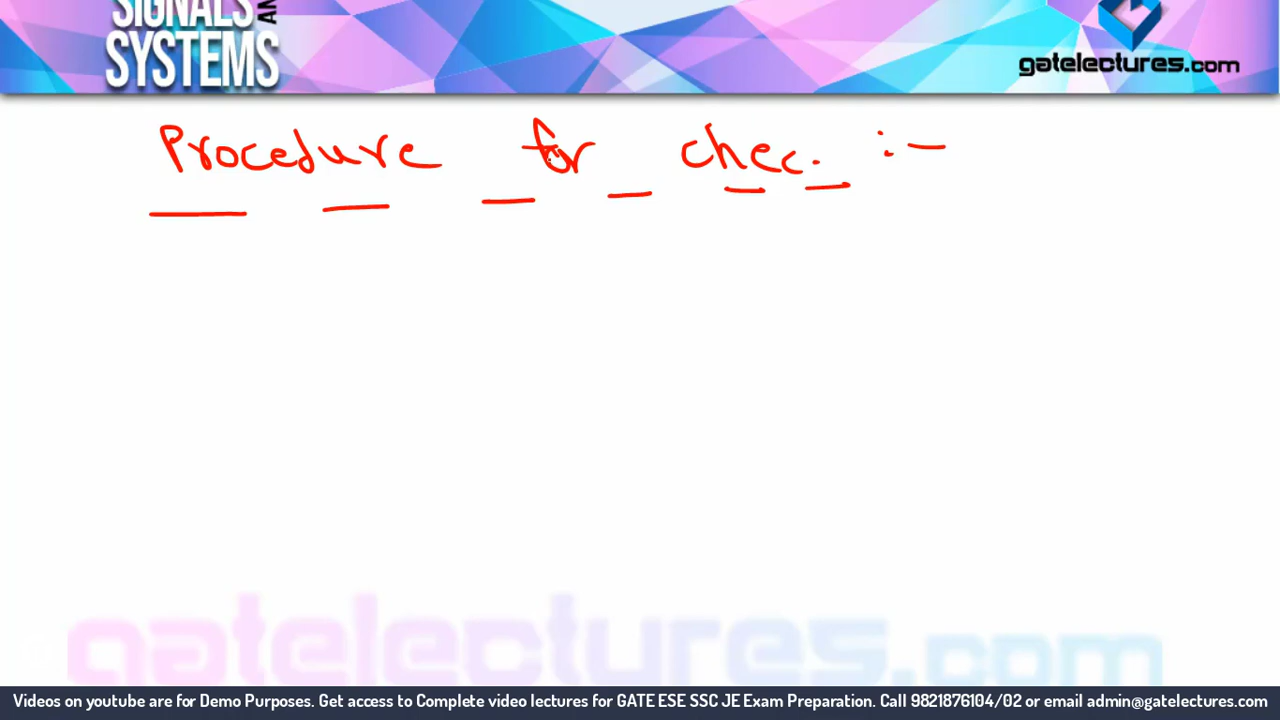 SIGNALS AND
SYSTEMS
gatelectures.com
Procedure for chec. :-
gatelectures.com
Videos on youtube are for Demo Purposes. Get access to Complete video lectures for GATE ESE SSC JE Exam Preparation. Call 9821876104/02 or email admin@gatelectures.com